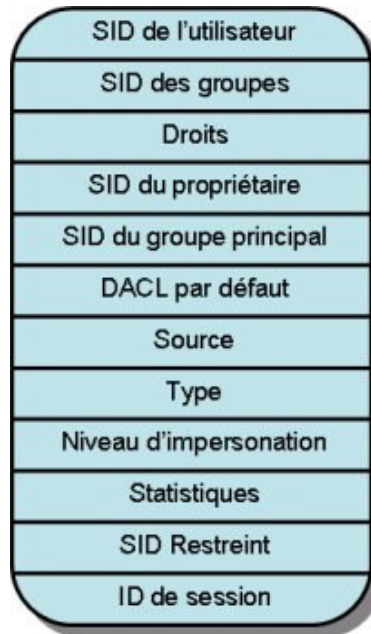 SID de l'utilisateur
SID des groupes
Droits
SID du propriétaire
SID du groupe principal
DACL par défaut
Source
Type
Niveau d'impersonation
Statistiques
SID Restreint
ID de session